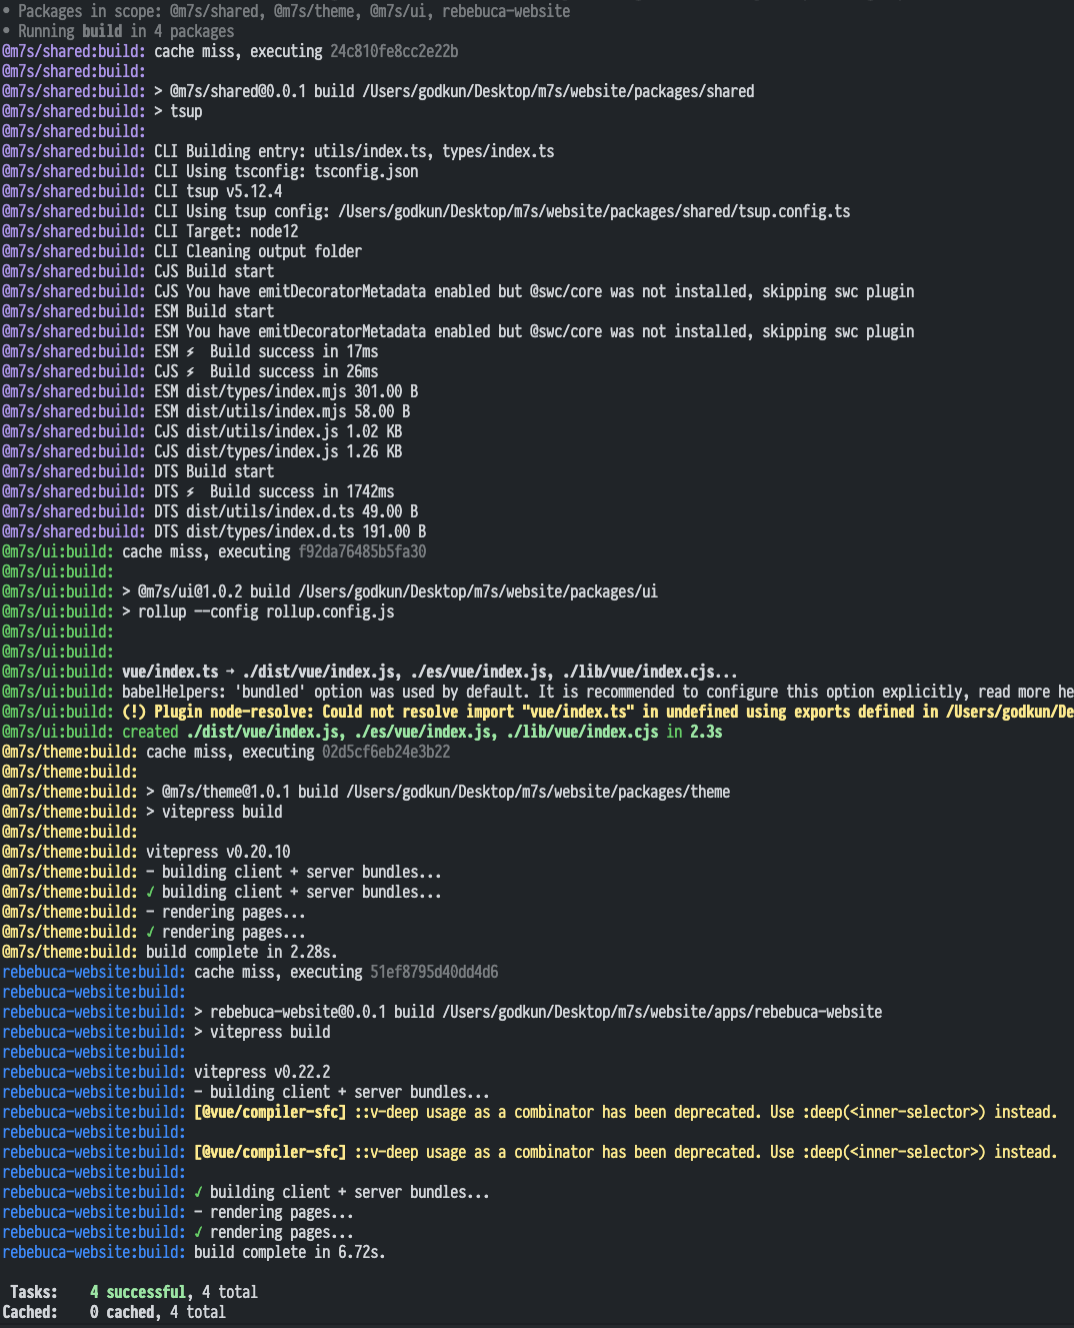 • Packages in scope: @m7s/shared, @m7s/theme, @m7s/ui, rebebuca-website
• Running build in 4 packages
@m7s/shared:build: cache miss, executing 24c810fe8cc2e22b
@m7s/shared:build:
@m7s/shared:build: > @m7s/shared@0.0.1 build /Users/godkun/Desktop/m7s/website/packages/shared
@m7s/shared:build: > tsup
@m7s/shared:build:
@m7s/shared:build: CLI Building entry: utils/index.ts, types/index.ts
@m7s/shared:build: CLI Using tsconfig: tsconfig.json
@m7s/shared:build: CLI tsup v5.12.4
@m7s/shared:build: CLI Using tsup config: /Users/godkun/Desktop/m7s/website/packages/shared/tsup.config.ts
@m7s/shared:build: CLI Target: node12
@m7s/shared:build: CLI Cleaning output folder
@m7s/shared:build: CJS Build start
@m7s/shared:build: CJS You have emitDecoratorMetadata enabled but @swc/core was not installed, skipping swc plugin
@m7s/shared:build: ESM Build start
@m7s/shared:build: ESM You have emitDecoratorMetadata enabled but @swc/core was not installed, skipping swc plugin
@m7s/shared:build: ESM ⚡ Build success in 17ms
@m7s/shared:build: CJS ⚡ Build success in 26ms
@m7s/shared:build: ESM dist/types/index.mjs 301.00 B
@m7s/shared:build: ESM dist/utils/index.mjs 58.00 B
@m7s/shared:build: CJS dist/utils/index.js 1.02 KB
@m7s/shared:build: CJS dist/types/index.js 1.26 KB
@m7s/shared:build: DTS Build start
@m7s/shared:build: DTS ⚡ Build success in 1742ms
@m7s/shared:build: DTS dist/utils/index.d.ts 49.00 B
@m7s/shared:build: DTS dist/types/index.d.ts 191.00 B
@m7s/ui:build: cache miss, executing f92da76485b5fa30
@m7s/ui:build:
@m7s/ui:build: > @m7s/ui@1.0.2 build /Users/godkun/Desktop/m7s/website/packages/ui
@m7s/ui:build: > rollup --config rollup.config.js
@m7s/ui:build:
@m7s/ui:build:
@m7s/ui:build: vue/index.ts → ./dist/vue/index.js, ./es/vue/index.js, ./lib/vue/index.cjs...
@m7s/ui:build: babelHelpers: 'bundled' option was used by default. It is recommended to configure this option explicitly, read more he
@m7s/ui:build: (!) Plugin node-resolve: Could not resolve import "vue/index.ts" in undefined using exports defined in /Users/godkun/De
@m7s/ui:build: created ./dist/vue/index.js, ./es/vue/index.js, ./lib/vue/index.cjs in 2.3s
@m7s/theme:build: cache miss, executing 02d5cf6eb24e3b22
@m7s/theme:build:
@m7s/theme:build: > @m7s/theme@1.0.1 build /Users/godkun/Desktop/m7s/website/packages/theme
@m7s/theme:build: > vitepress build
@m7s/theme:build:
@m7s/theme:build: vitepress v0.20.10
@m7s/theme:build: - building client + server bundles...
@m7s/theme:build: ✓ building client + server bundles...
@m7s/theme:build: - rendering pages...
@m7s/theme:build: ✓ rendering pages...
@m7s/theme:build: build complete in 2.28s.
rebebuca-website:build: cache miss, executing 51ef8795d40dd4d6
rebebuca-website:build:
rebebuca-website:build: > rebebuca-website@0.0.1 build /Users/godkun/Desktop/m7s/website/apps/rebebuca-website
rebebuca-website:build: > vitepress build
rebebuca-website:build:
rebebuca-website:build: vitepress v0.22.2
rebebuca-website:build: - building client + server bundles...
rebebuca-website:build: [@vue/compiler-sfc] ::v-deep usage as a combinator has been deprecated. Use :deep(<inner-selector>) instead.
rebebuca-website:build:
rebebuca-website:build: [@vue/compiler-sfc] ::v-deep usage as a combinator has been deprecated. Use :deep(<inner-selector>) instead.
rebebuca-website:build:
rebebuca-website:build: ✓ building client + server bundles...
rebebuca-website:build: - rendering pages...
rebebuca-website:build: ✓ rendering pages...
rebebuca-website:build: build complete in 6.72s.
Tasks: 4 successful, 4 total
Cached: 0 cached, 4 total